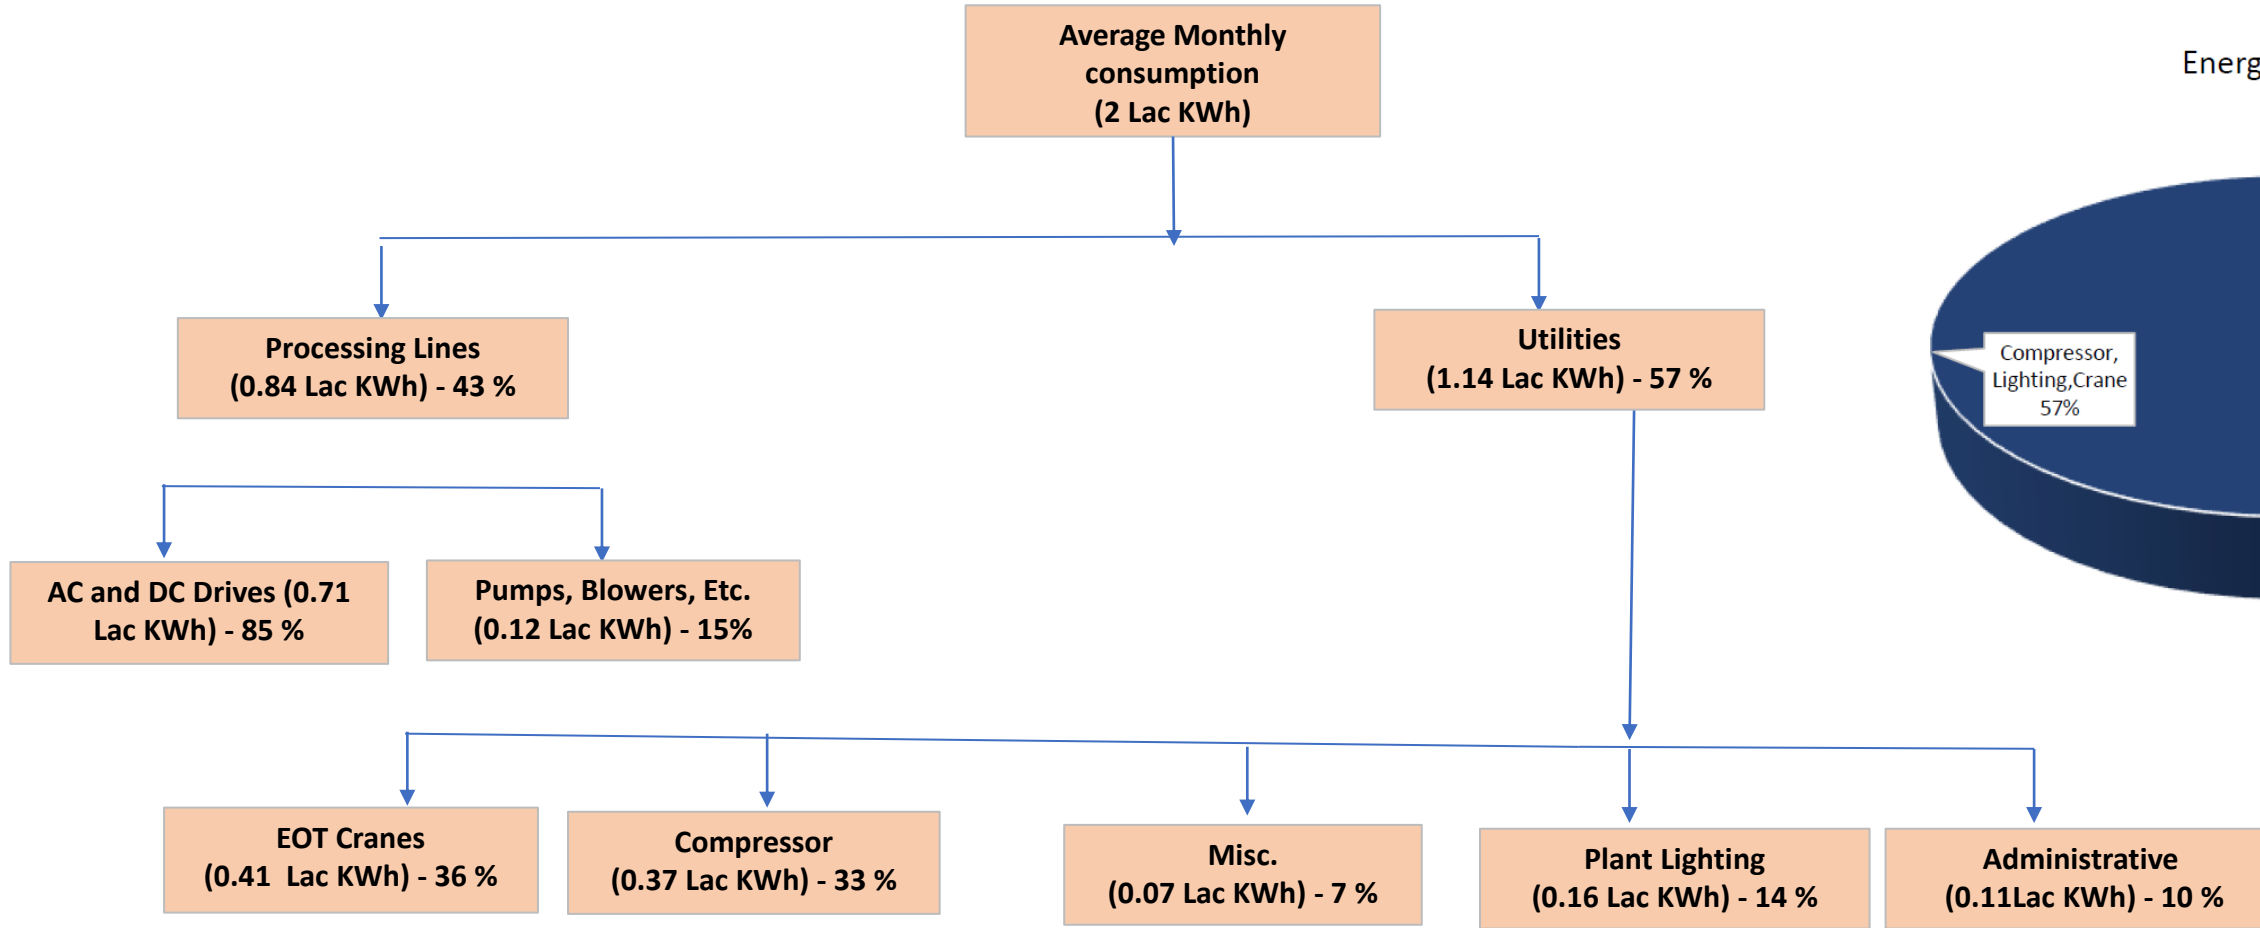 Average Monthly
consumption
(2 Lac KWh)
Energ
Processing Lines
(0.84 Lac KWh) - 43 %
Utilities
(1.14 Lac KWh) - 57 %
Compressor,
Lighting,Crane
57%
AC and DC Drives (0.71
Lac KWh) - 85 %
Pumps, Blowers, Etc.
(0.12 Lac KWh) - 15%
EOT Cranes
(0.41 Lac KWh) - 36 %
Compressor
(0.37 Lac KWh) - 33 %
Misc.
(0.07 Lac KWh) - 7 %
Plant Lighting
(0.16 Lac KWh) - 14 %
Administrative
(0.11Lac KWh) - 10 %